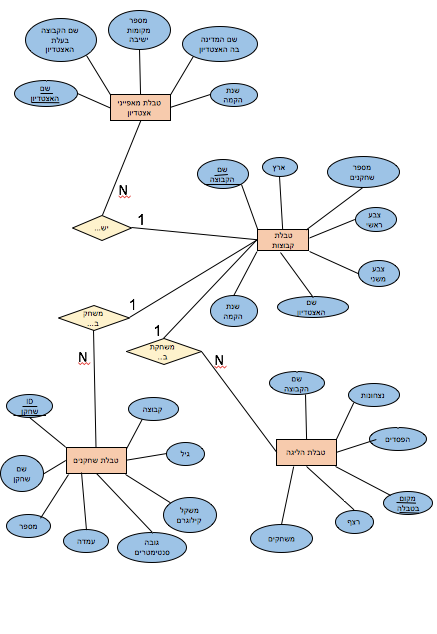 שם הקבוצה
בעלת
האצטדיון
מספר
מקומות
ישיבה
שם המדינה
בה האצטדיון
שם
האצטדיון
שנת
הקמה
טבלת מאפייני
אצטדיון
N
יש...
1
שם
הקבוצה
ארץ
מספר
שחקנים
צבע
ראשי
טבלת
קבוצות
צבע
משני
שנת
הקמה
שם
האצטדיון
1
משחק
ב...
N
1
משחקת
ב...
N
ID
שחקן
קבוצה
שם
שחקן
טבלת שחקנים
גיל
מספר
עמדה
גובה
סנטימטרים
משקל
קילוגרם
שם
הקבוצה
נצחונות
טבלת הליגה
הפסדים
מקום
בטבלה
רצף
משחקים